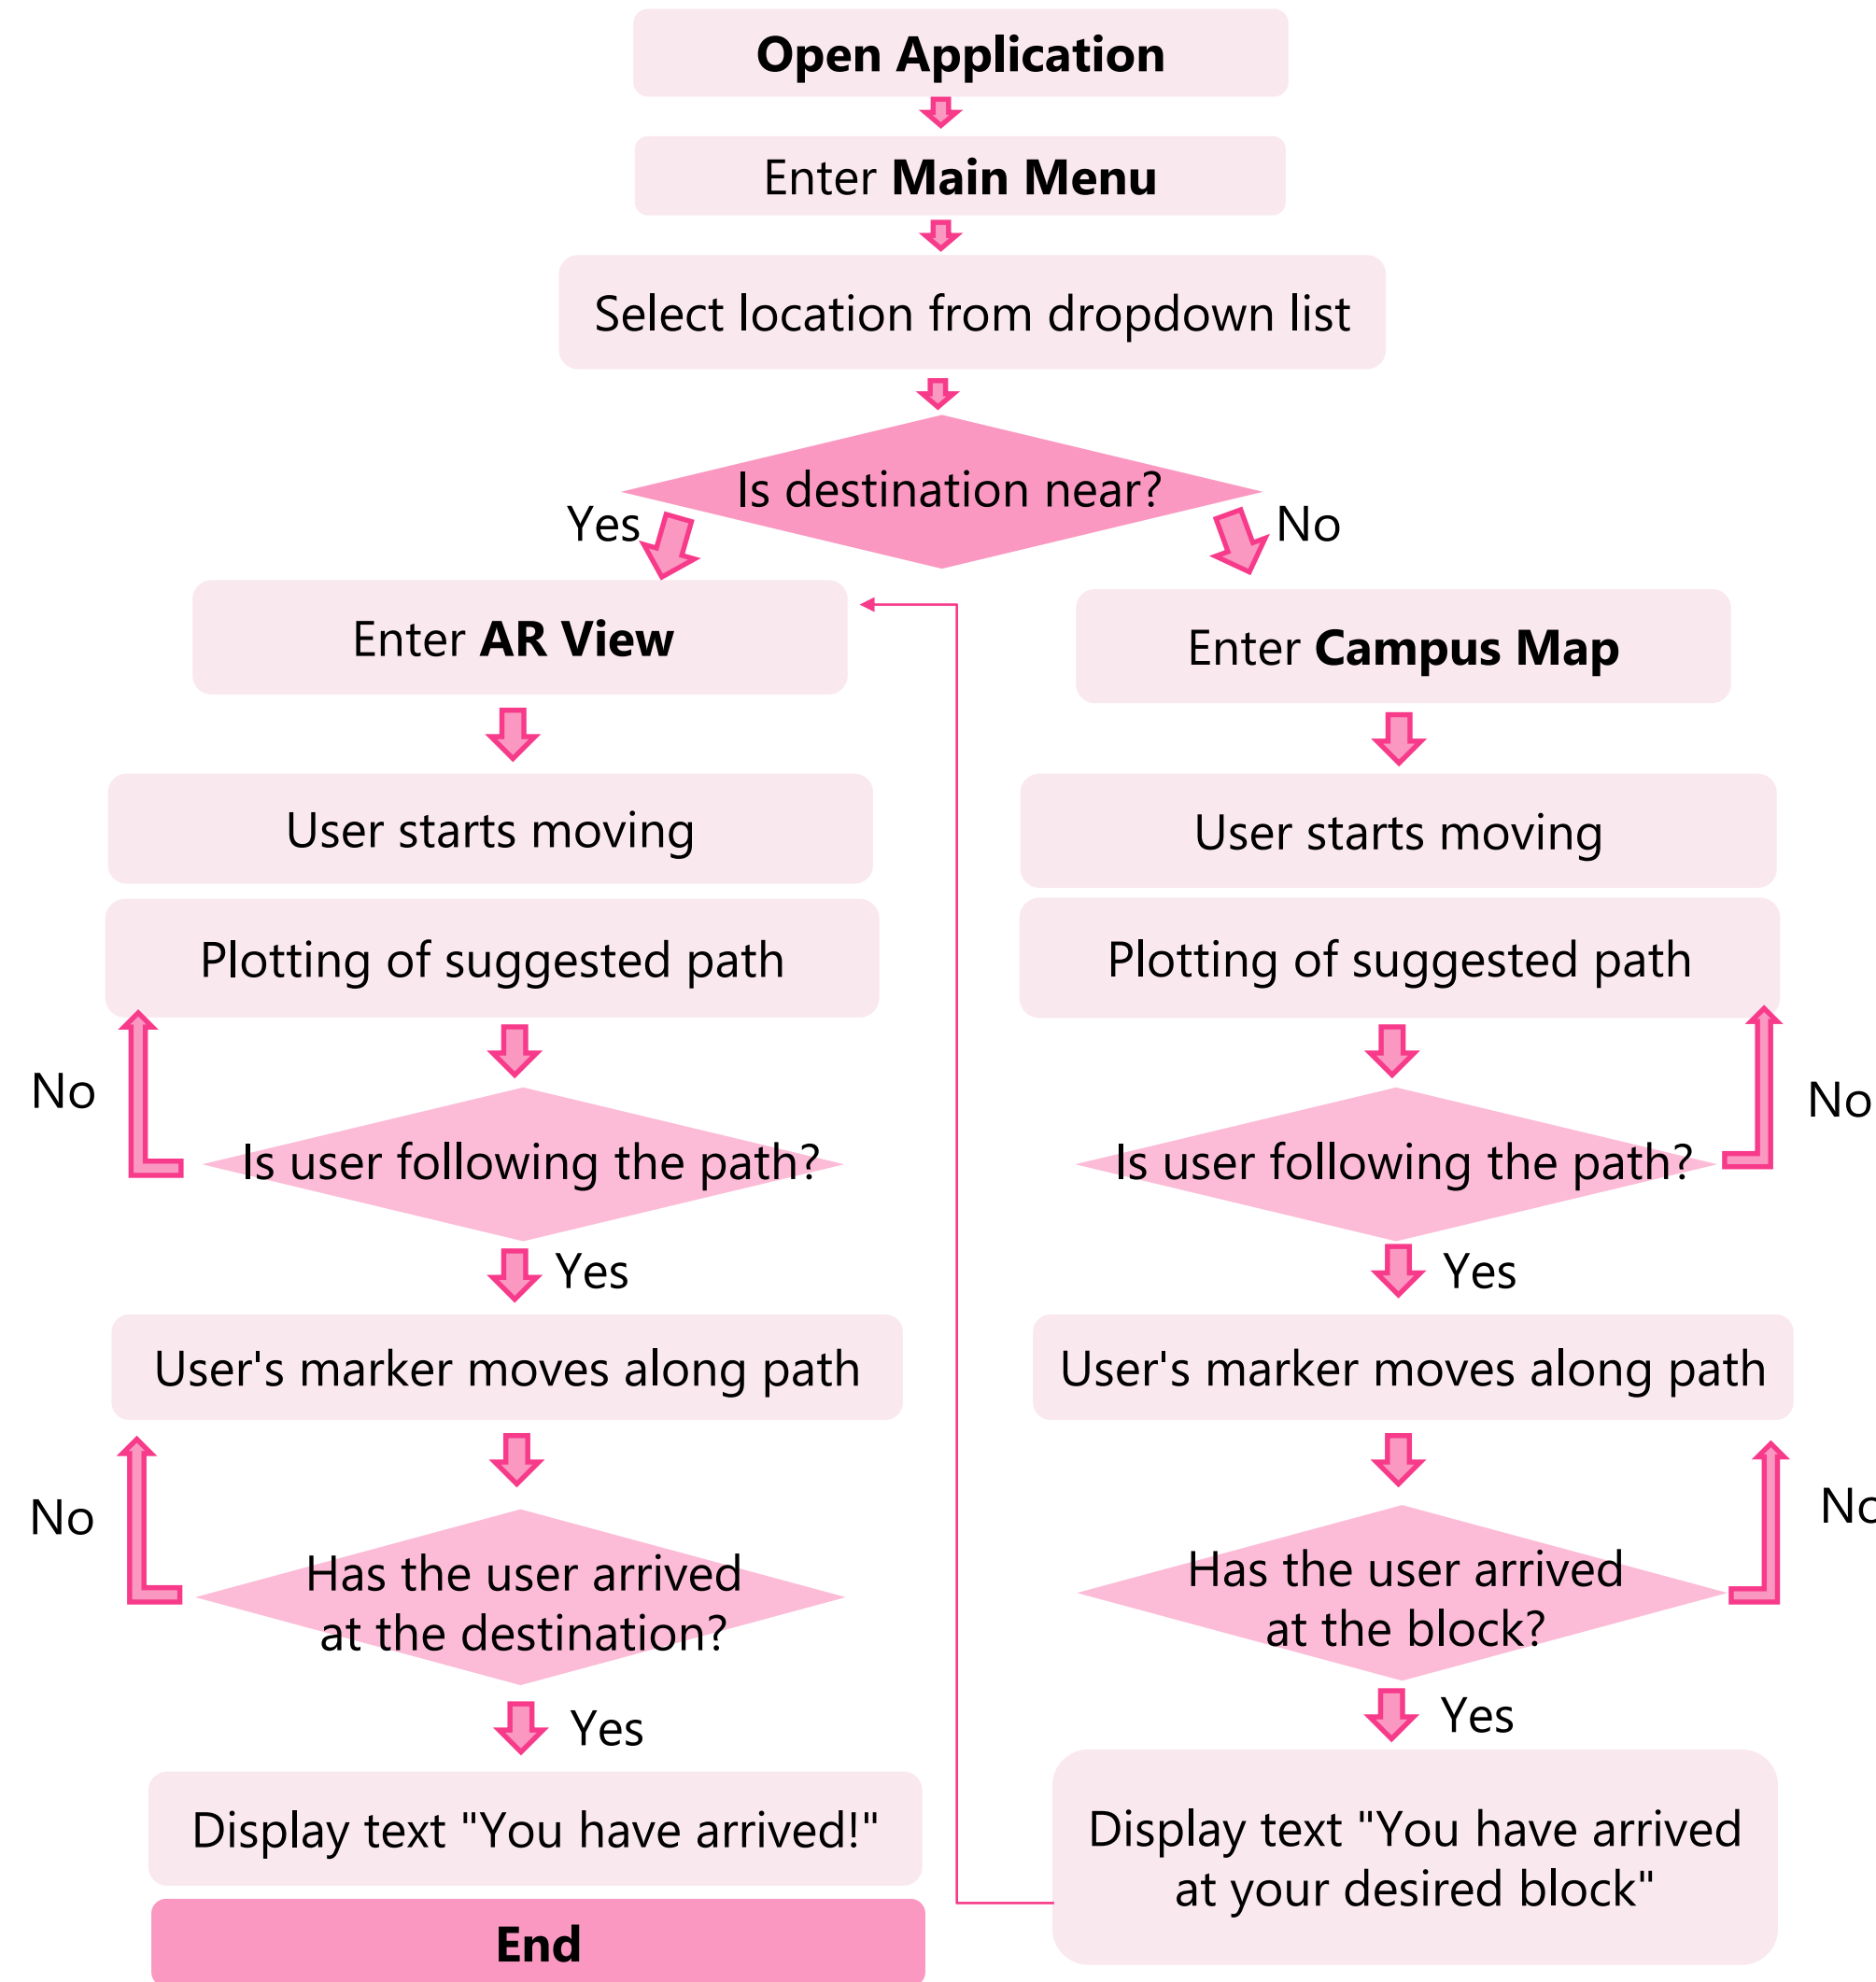 Open Application
Enter Main Menu
Select location from dropdown list
Is destination near?
Yes
No
Enter AR View
User starts moving
Plotting of suggested path
No
Is user following the path?
Yes
User's marker moves along path
No
Has the user arrived
at the destination?
Yes
Display text "You have arrived!"
End
Enter Campus Map
User starts moving
Plotting of suggested path
No
Is user following the path?
Yes
User's marker moves along path
No
Has the user arrived
at the block?
Yes
Display text "You have arrived
at your desired block"